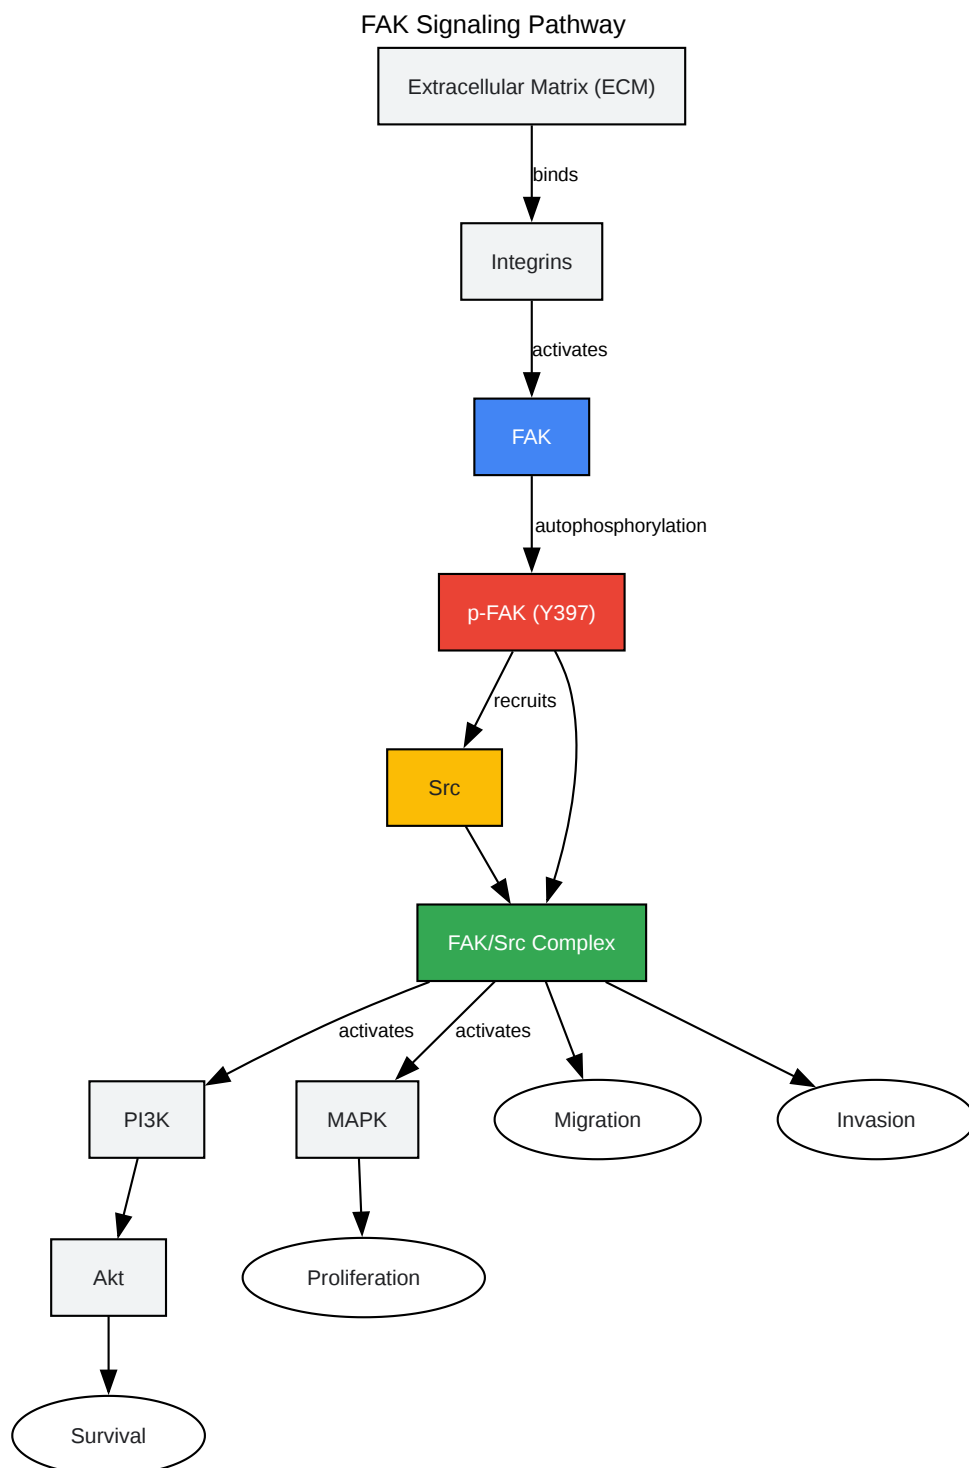 FAK Signaling Pathway
Extracellular Matrix (ECM)
binds
Integrins
activates
FAK
autophosphorylation
p-FAK (Y397)
recruits
Src
FAK/Src Complex
activates
activates
PI3K
MAPK
Migration
Invasion
Akt
Proliferation
Survival